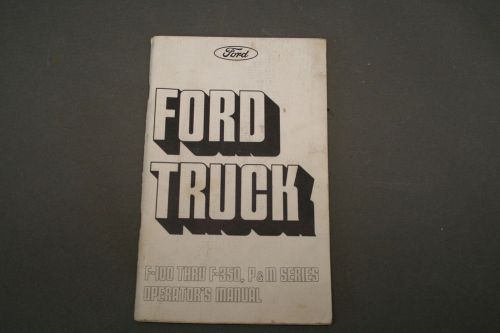 Ford
FORD
TRUCK
F-100 THRU F-350, P & M SERIES
OPERATOR'S MANUAL